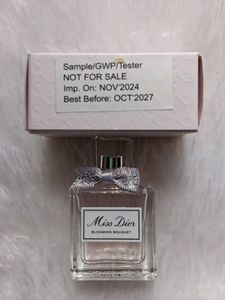 Sample/GWP/Tester
NOT FOR SALE
Imp. On: NOV'2024
Best Before: OCT'2027
Miss Dior
BLOOMING BOUQUET